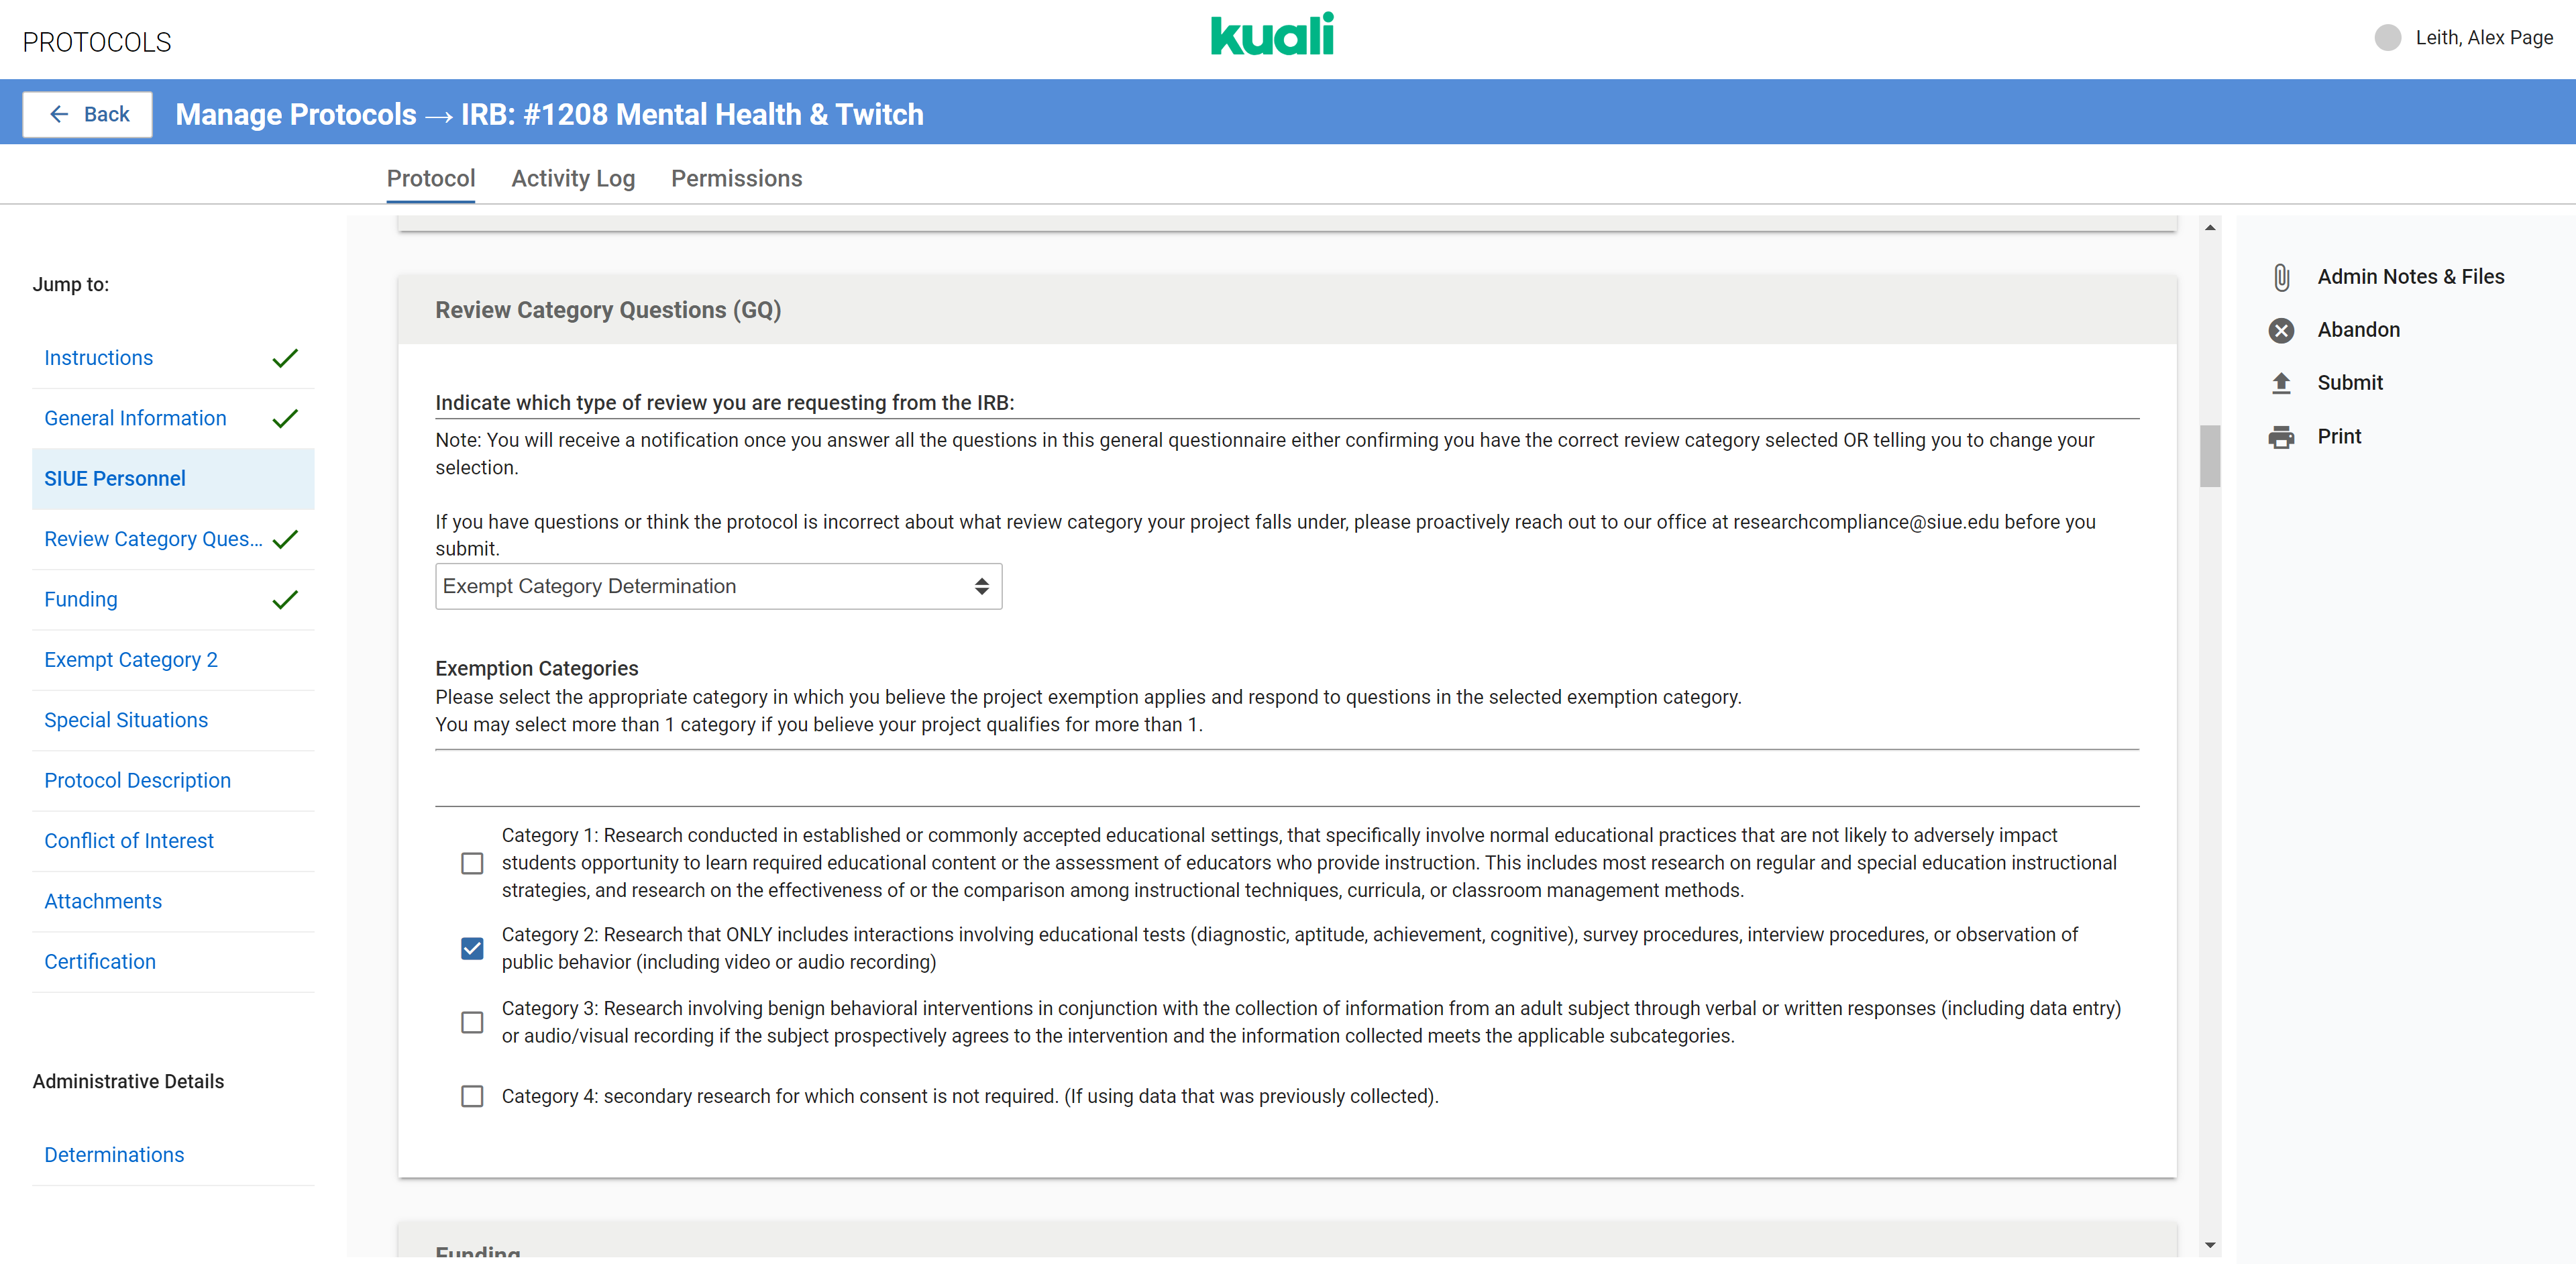 PROTOCOLS
kuali
Leith, Alex Page
Back
Manage Protocols → IRB: #1208 Mental Health & Twitch
Protocol
Activity Log
Permissions
Jump to:
Instructions
General Information
SIUE Personnel
Review Category Ques...
Funding
Exempt Category 2
Special Situations
Protocol Description
Conflict of Interest
Attachments
Certification
Administrative Details
Determinations
Review Category Questions (GQ)
Indicate which type of review you are requesting from the IRB:
Note: You will receive a notification once you answer all the questions in this general questionnaire either confirming you have the correct review category selected OR telling you to change your
selection.
If you have questions or think the protocol is incorrect about what review category your project falls under, please proactively reach out to our office at researchcompliance@siue.edu before you
submit.
Exempt Category Determination
Exemption Categories
Please select the appropriate category in which you believe the project exemption applies and respond to questions in the selected exemption category.
You may select more than 1 category if you believe your project qualifies for more than 1.
Category 1: Research conducted in established or commonly accepted educational settings, that specifically involve normal educational practices that are not likely to adversely impact
students opportunity to learn required educational content or the assessment of educators who provide instruction. This includes most research on regular and special education instructional
strategies, and research on the effectiveness of or the comparison among instructional techniques, curricula, or classroom management methods.
Category 2: Research that ONLY includes interactions involving educational tests (diagnostic, aptitude, achievement, cognitive), survey procedures, interview procedures, or observation of
public behavior (including video or audio recording)
Category 3: Research involving benign behavioral interventions in conjunction with the collection of information from an adult subject through verbal or written responses (including data entry)
or audio/visual recording if the subject prospectively agrees to the intervention and the information collected meets the applicable subcategories.
Category 4: secondary research for which consent is not required. (If using data that was previously collected).
Funding
Admin Notes & Files
Abandon
Submit
Print